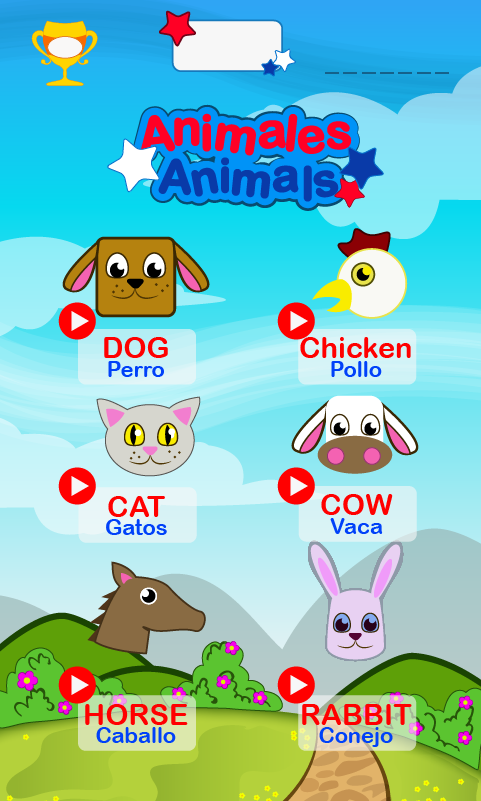 Animales
Animals
DOG
Perro
Chicken
Pollo
CAT
Gatos
COW
Vaca
HORSE
Caballo
RABBIT
Conejo